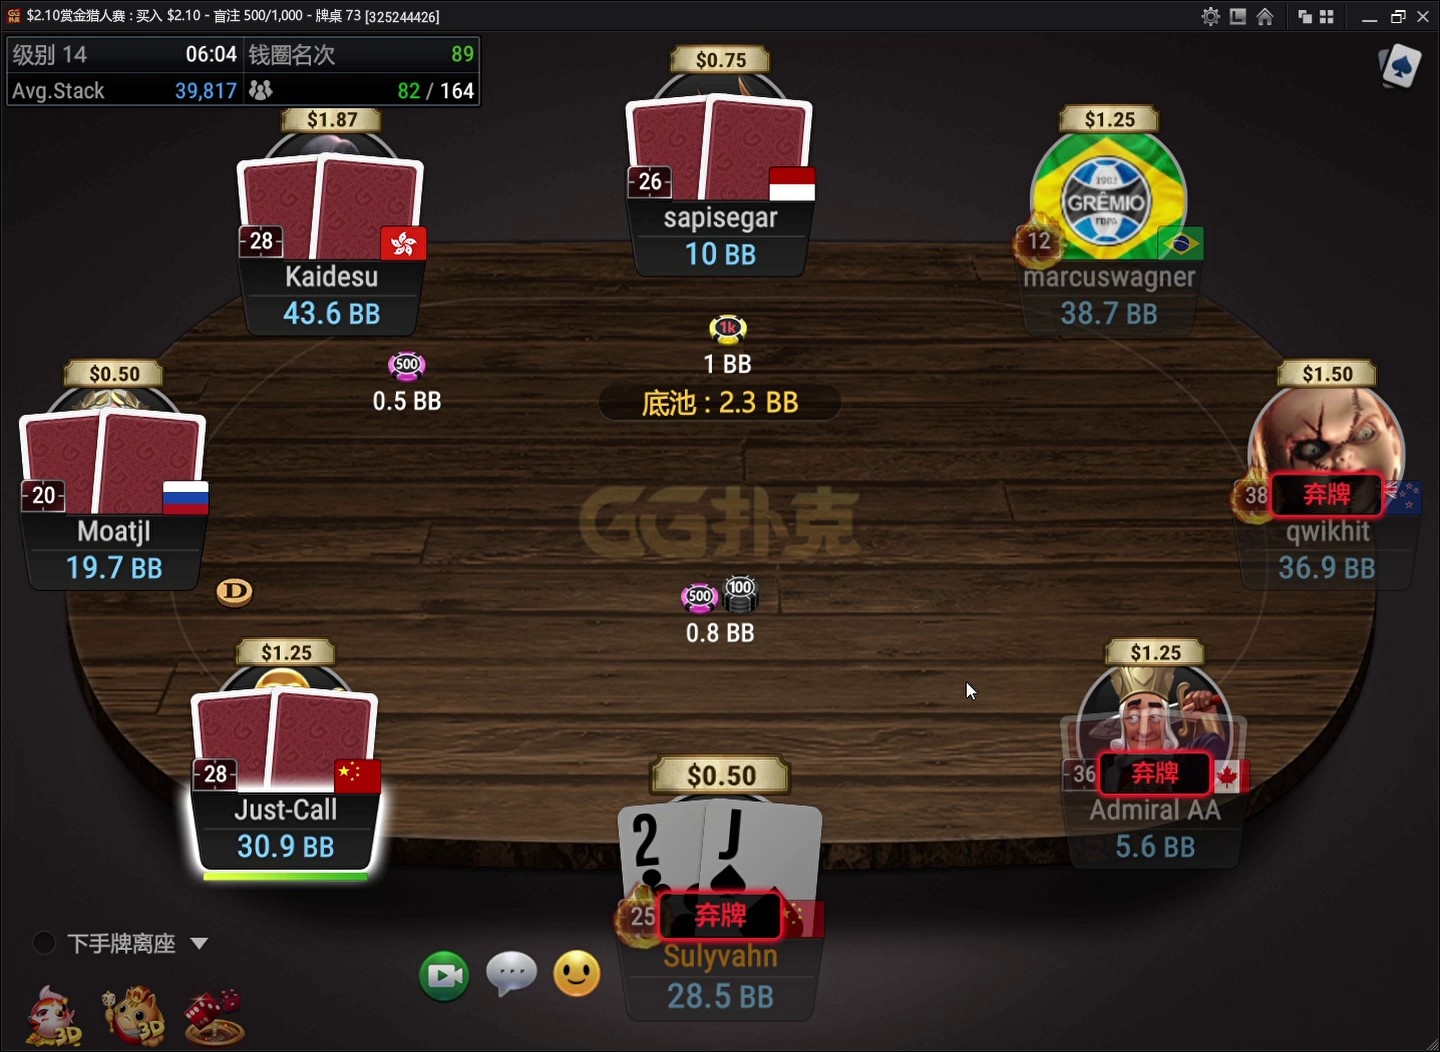 $2.10赏金猎人赛 : 买入 $2.10 - 盲注 500/1,000 - 牌桌 73 [325244426]
级别 14 06:04 钱圈名次 89
Avg.Stack 39,817 82 / 164
$0.75
26
sapisegar
10 BB
$1.87
28
Kaidesu
43.6 BB
$1.25
1903
GRÊMIO
FBPA
12
marcuswagner
38.7 BB
1k
1 BB
500
0.5 BB
底池 : 2.3 BB
$0.50
20
Moatjl
19.7 BB
$1.50
38 弃牌
qwikhit
36.9 BB
GG扑克
D
500 100
0.8 BB
$1.25
28
Just-Call
30.9 BB
$1.25
36 弃牌
Admiral AA
5.6 BB
$0.50
2 J
25 弃牌
Sulyvahn
28.5 BB
下手牌离座
3D 3D